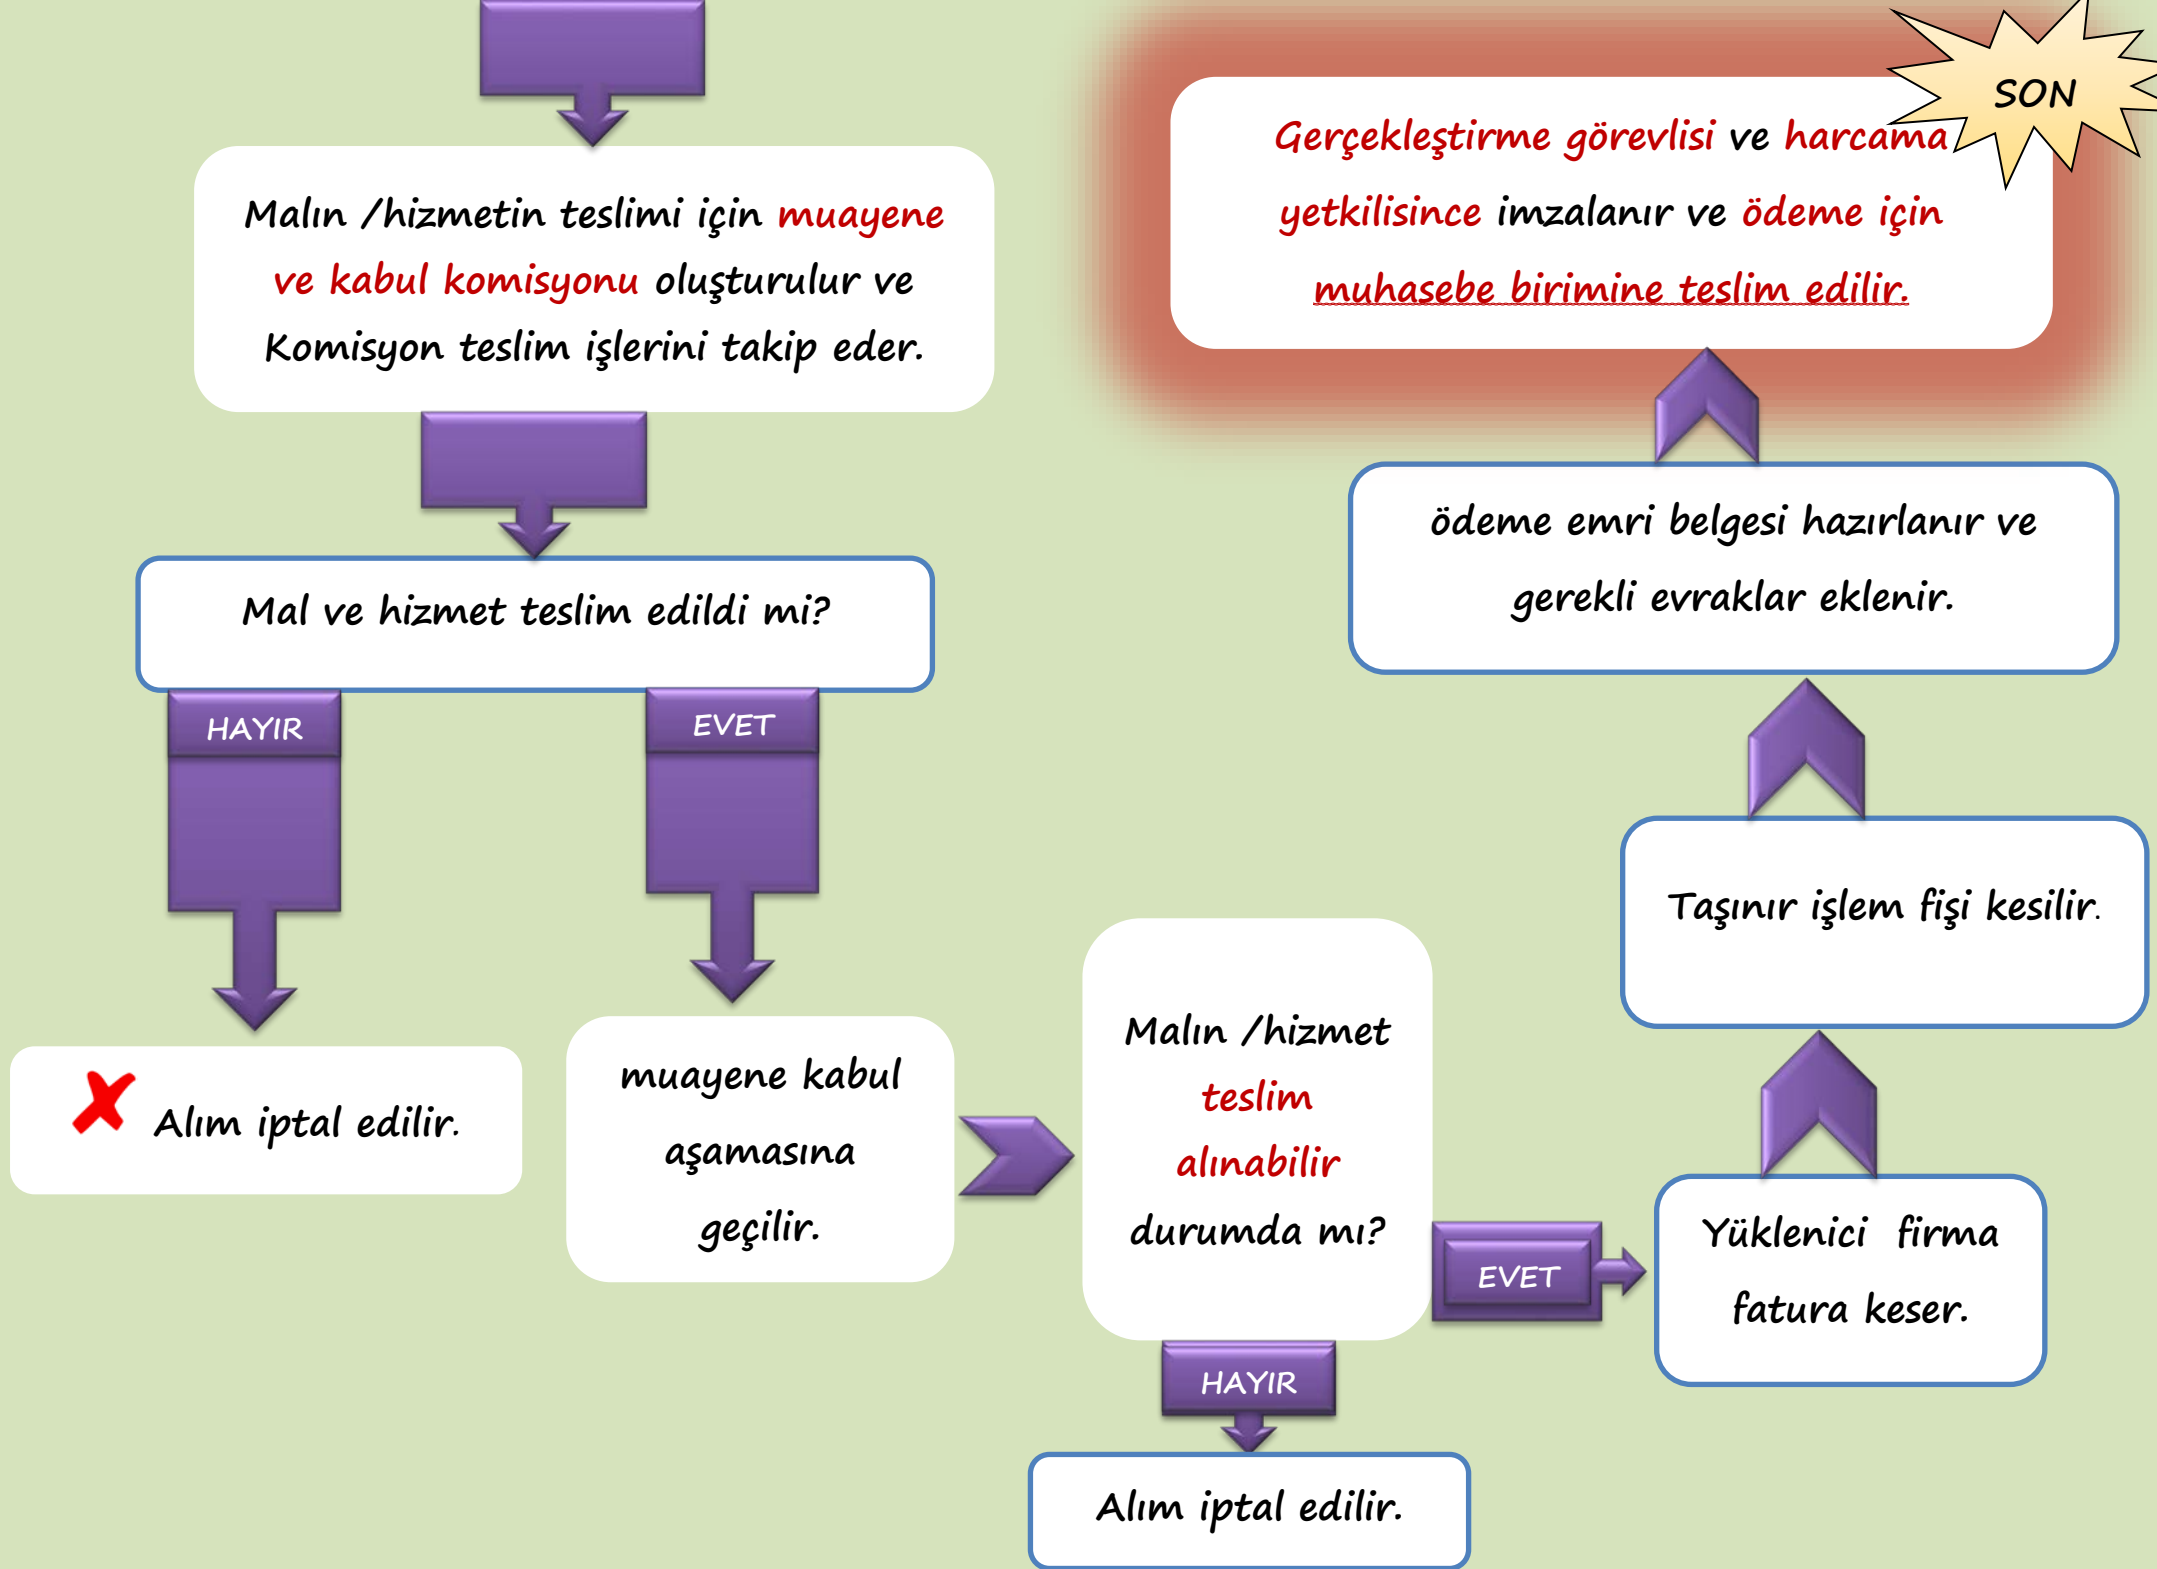 Malın /hizmetin teslimi için muayene
ve kabul komisyonu oluşturulur ve
Komisyon teslim işlerini takip eder.
Mal ve hizmet teslim edildi mi?
HAYIR
EVET
Alım iptal edilir.
muayene kabul
aşamasına
geçilir.
Malın /hizmet
teslim
alınabilir
durumda mı?
HAYIR
Alım iptal edilir.
EVET
Yüklenici firma
fatura keser.
Taşınır işlem fişi kesilir.
ödeme emri belgesi hazırlanır ve
gerekli evraklar eklenir.
Gerçekleştirme görevlisi ve harcama
yetkilisince imzalanır ve ödeme için
muhasebe birimine teslim edilir.
SON